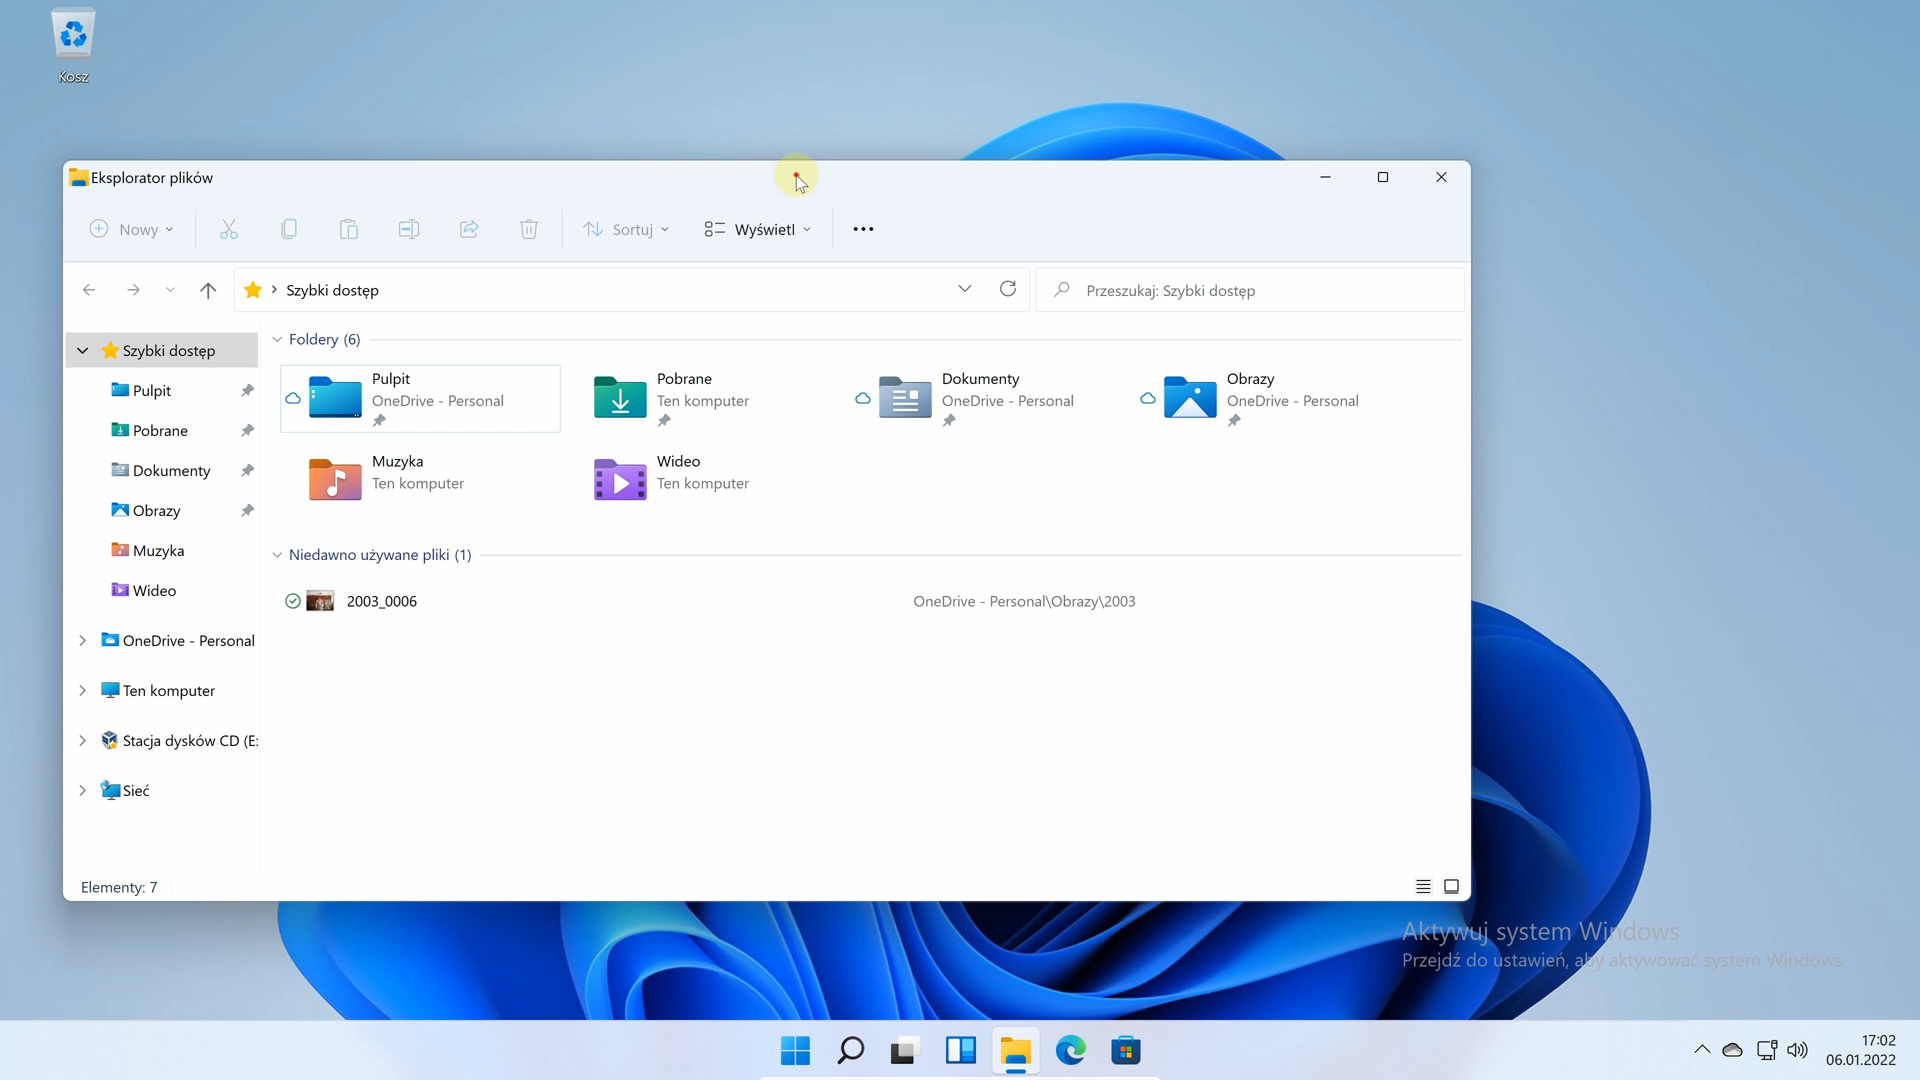 Kosz
Eksplorator plików
Nowy
Sortuj
Wyświetl
Szybki dostęp
Przeszukaj: Szybki dostęp
Szybki dostęp
Pulpit
Pobrane
Dokumenty
Obrazy
Muzyka
Wideo
OneDrive - Personal
Ten komputer
Stacja dysków CD (E:
Sieć
Foldery (6)
Pulpit
OneDrive - Personal
Pobrane
Ten komputer
Dokumenty
OneDrive - Personal
Obrazy
OneDrive - Personal
Muzyka
Ten komputer
Wideo
Ten komputer
Niedawno używane pliki (1)
2003_0006 OneDrive - Personal\Obrazy\2003
Elementy: 7
Aktywuj system Windows
Przejdź do ustawień, aby aktywować system Windows.
17:02
06.01.2022